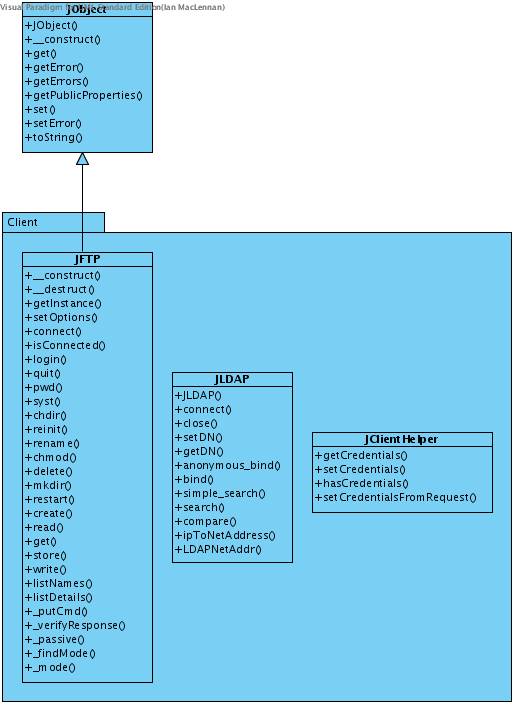 Visual Paradigm for UML Standard Edition(Ian MacLennan)
JObject
+JObject()
+__construct()
+get()
+getError()
+getErrors()
+getPublicProperties()
+set()
+setError()
+toString()
Client
JFTP
+__construct()
+__destruct()
+getInstance()
+setOptions()
+connect()
+isConnected()
+login()
+quit()
+pwd()
+syst()
+chdir()
+reinit()
+rename()
+chmod()
+delete()
+mkdir()
+restart()
+create()
+read()
+get()
+store()
+write()
+listNames()
+listDetails()
+_putCmd()
+_verifyResponse()
+_passive()
+_findMode()
+_mode()
JLDAP
+JLDAP()
+connect()
+close()
+setDN()
+getDN()
+anonymous_bind()
+bind()
+simple_search()
+search()
+compare()
+ipToNetAddress()
+LDAPNetAddr()
JClientHelper
+getCredentials()
+setCredentials()
+hasCredentials()
+setCredentialsFromRequest()